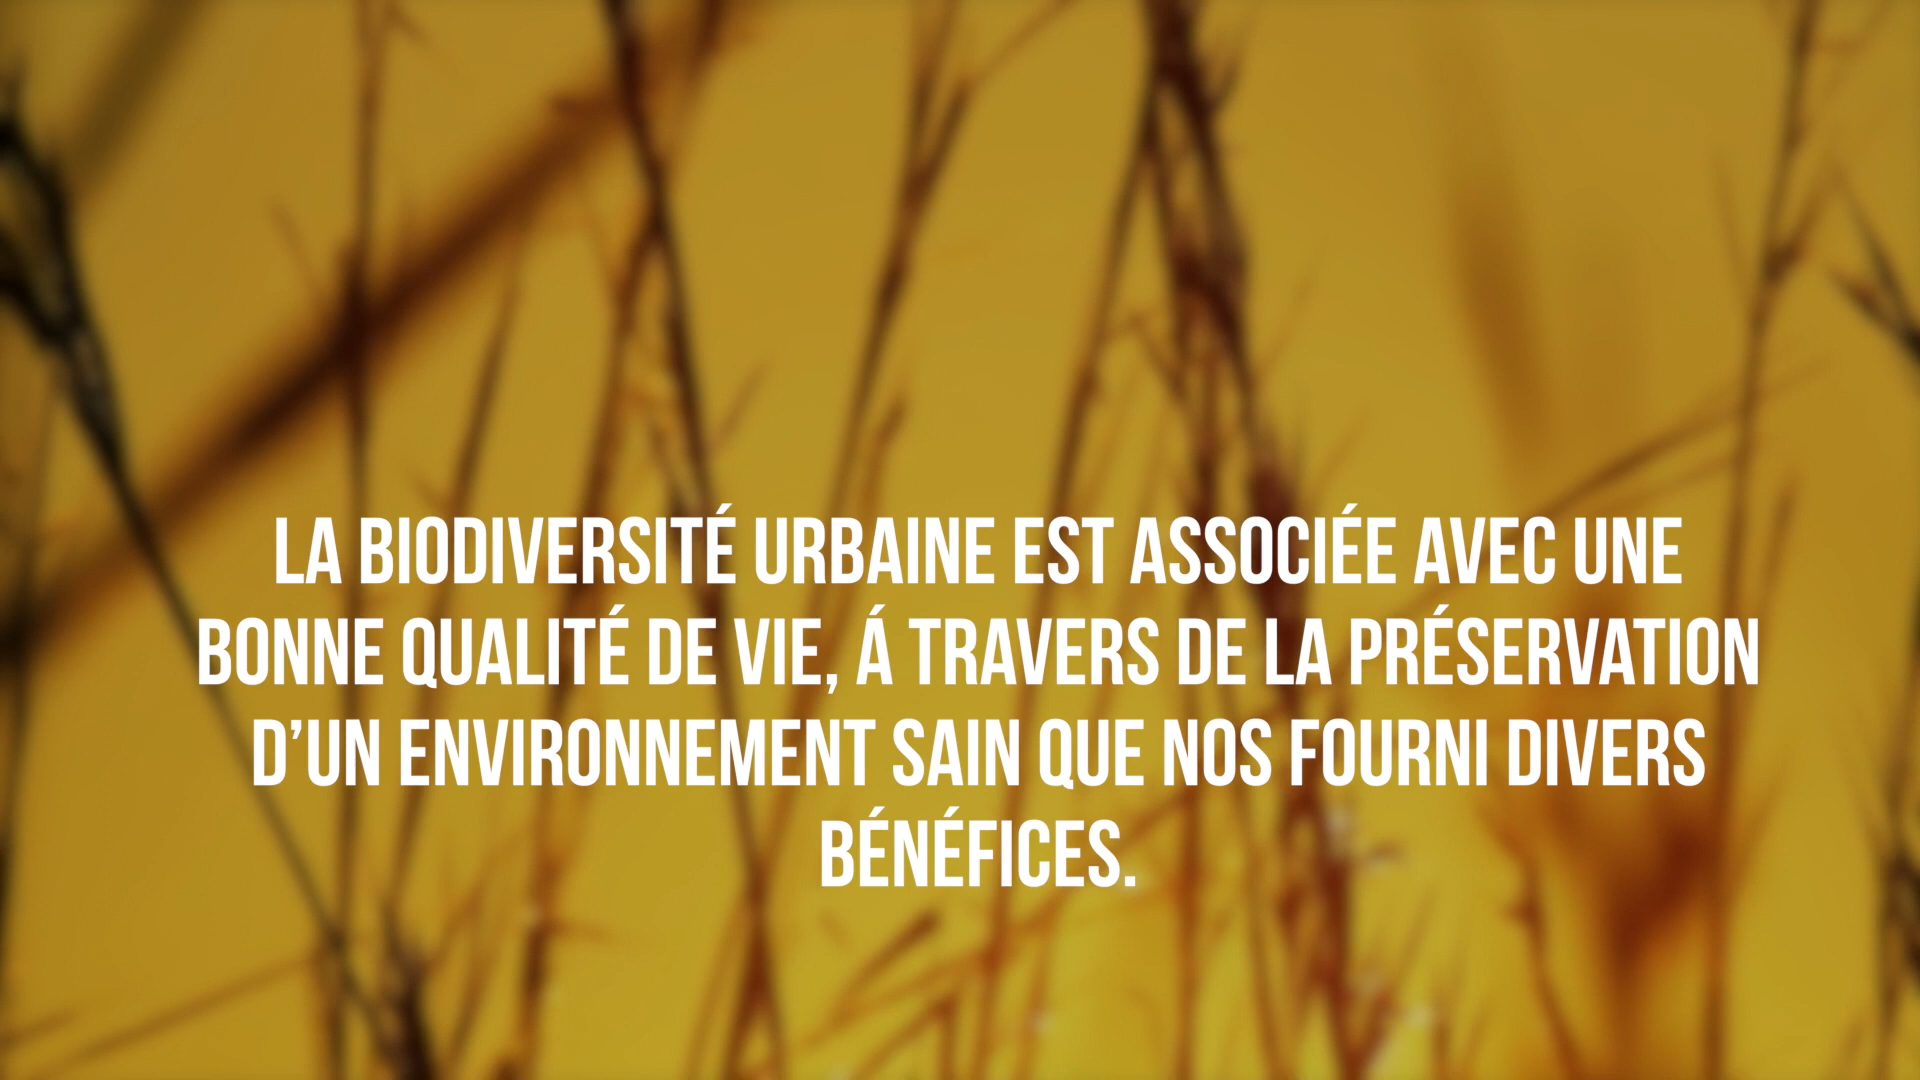 LA BIODIVERSITÉ URBAINE EST ASSOCIÉE AVEC UNE
BONNE QUALITÉ DE VIE, Á TRAVERS DE LA PRÉSERVATION
D’UN ENVIRONNEMENT SAIN QUE NOS FOURNI DIVERS
BÉNÉFICES.